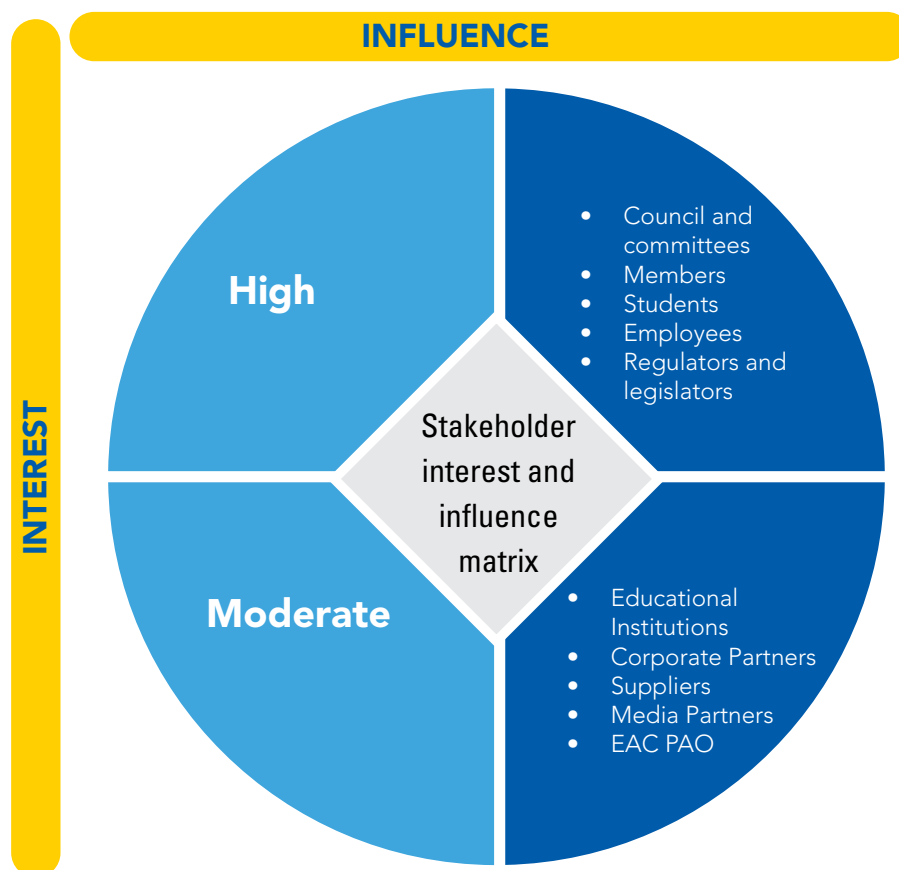 INFLUENCE
INTEREST
High
• Council and
committees
• Members
• Students
• Employees
• Regulators and
legislators
Stakeholder
interest and
influence
matrix
Moderate
• Educational
Institutions
• Corporate Partners
• Suppliers
• Media Partners
• EAC PAO